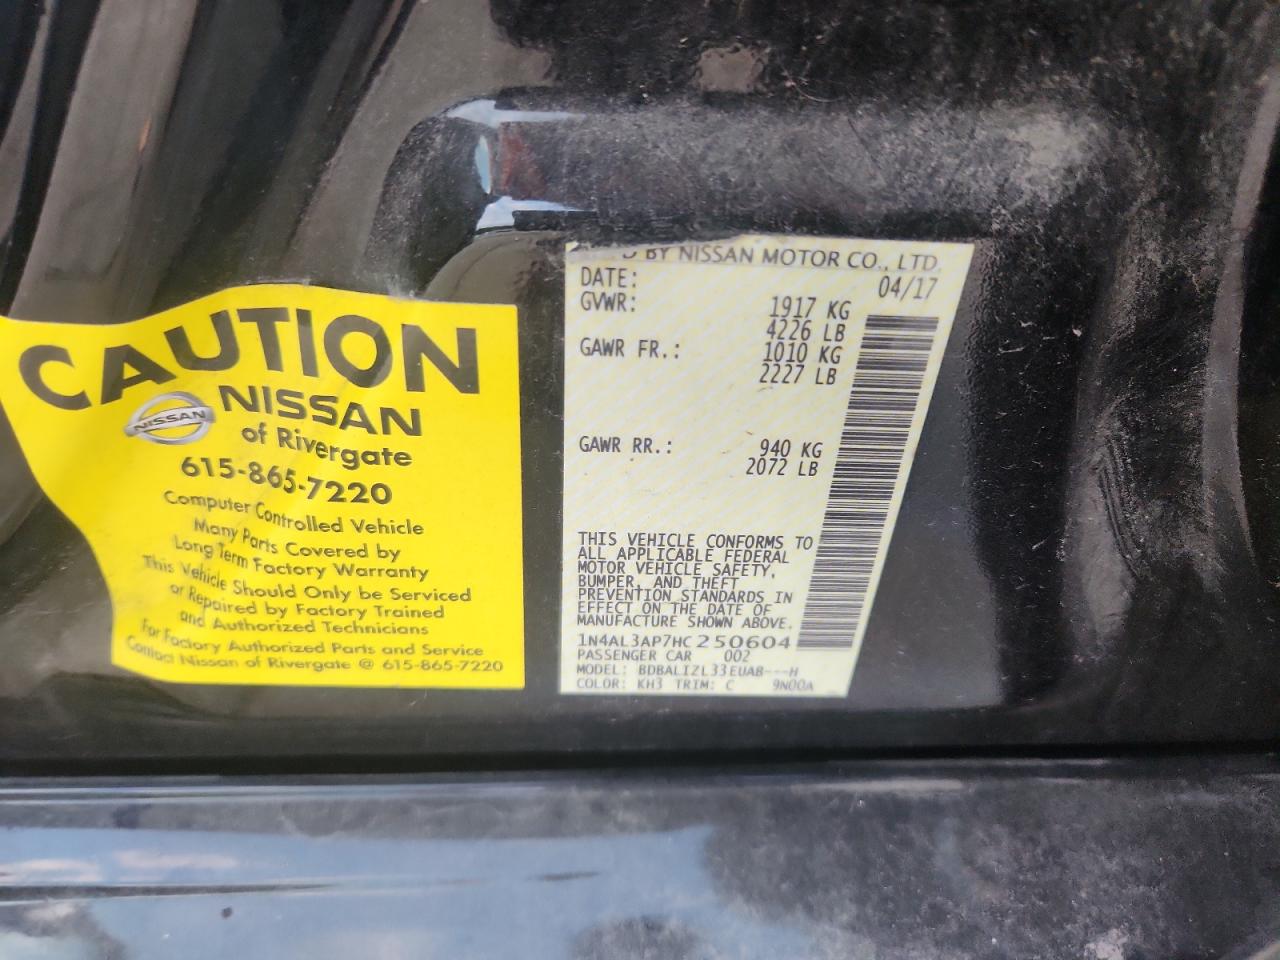 CAUTION
NISSAN
NISSAN
of Rivergate
615-865-7220
Computer Controlled Vehicle
Many Parts Covered by
Long Term Factory Warranty
This Vehicle Should Only be Serviced
or Repaired by Factory Trained
and Authorized Technicians
For Factory Authorized Parts and Service
Contact Nissan of Rivergate @ 615-865-7220
BY NISSAN MOTOR CO., LTD.
DATE: 04/17
GVWR: 1917 KG
4226 LB
GAWR FR.: 1010 KG
2227 LB
GAWR RR.: 940 KG
2072 LB
THIS VEHICLE CONFORMS TO
ALL APPLICABLE FEDERAL
MOTOR VEHICLE SAFETY,
BUMPER, AND THEFT
PREVENTION STANDARDS IN
EFFECT ON THE DATE OF
MANUFACTURE SHOWN ABOVE.
1N4AL3AP7HC250604
PASSENGER CAR 002
MODEL: BDBALIZL33EUAB---H
COLOR: KH3 TRIM: C 9N00A